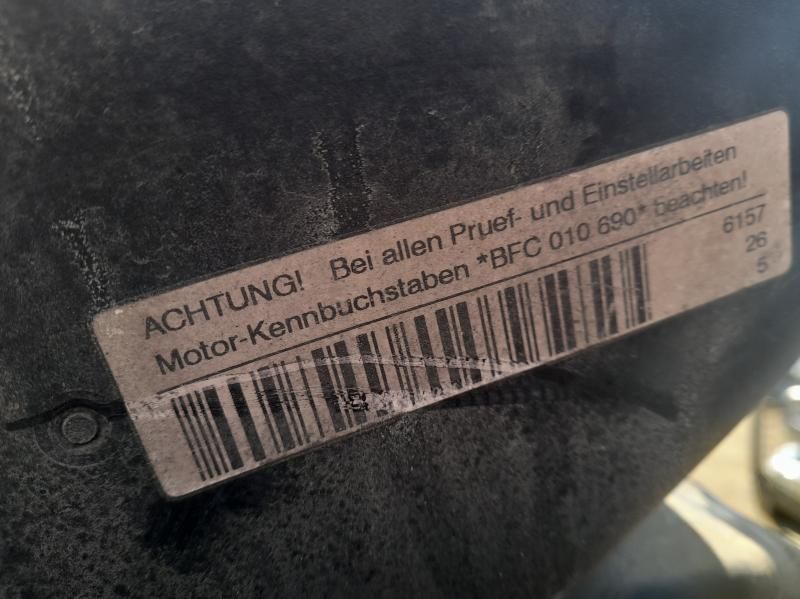 ACHTUNG! Bei allen Pruef- und Einstellarbeiten
Motor-Kennbuchstaben *BFC 010 690* beachten!
6157
26
5